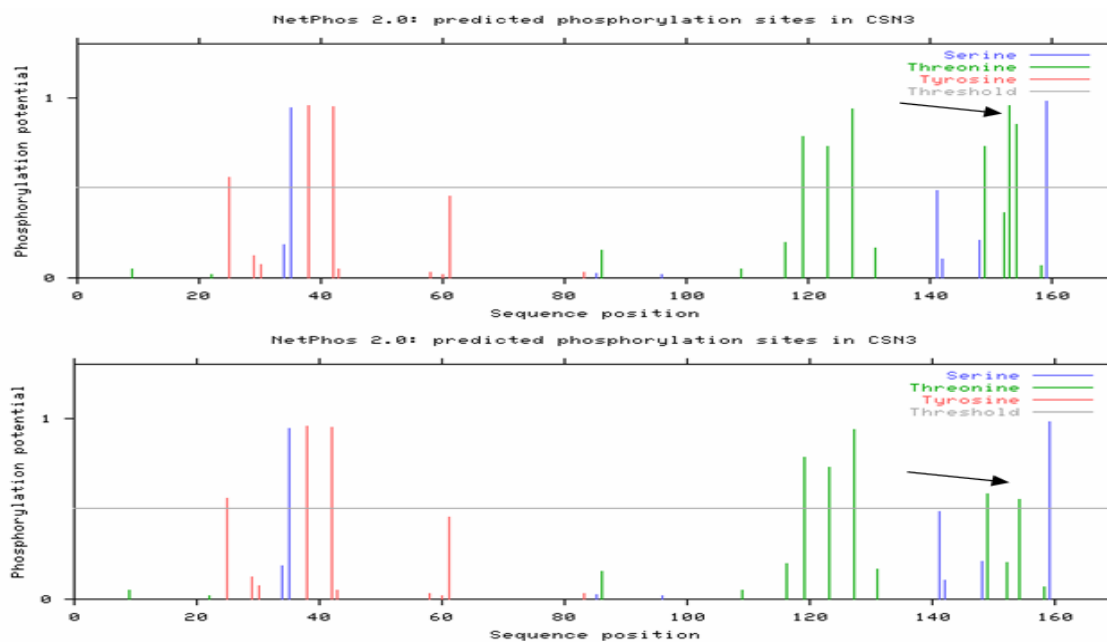 NetPhos 2.0: predicted phosphorylation sites in CSN3
Serine
Threonine
Tyrosine
Threshold
Phosphorylation potential
1
0
0 20 40 60 80 100 120 140 160
Sequence position
NetPhos 2.0: predicted phosphorylation sites in CSN3
Serine
Threonine
Tyrosine
Threshold
Phosphorylation potential
1
0
0 20 40 60 80 100 120 140 160
Sequence position